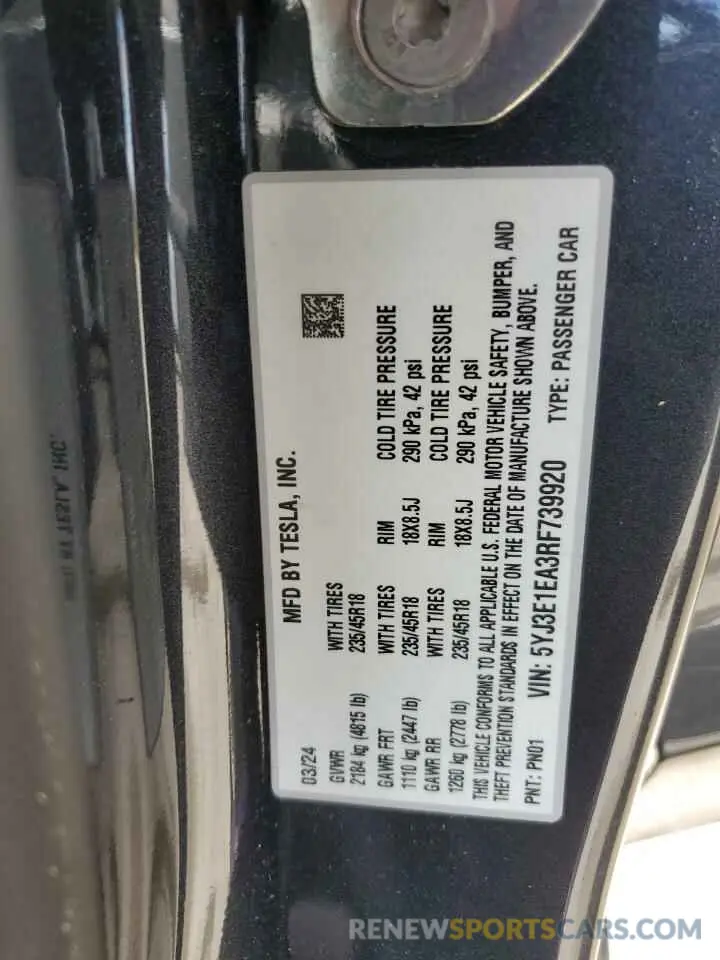 MFD BY TESLA, INC.
03/24
GVWR WITH TIRES
2184 kg (4815 lb) 235/45R18
GAWR FRT WITH TIRES RIM COLD TIRE PRESSURE
1110 kg (2447 lb) 235/45R18 18X8.5J 290 kPa, 42 psi
GAWR RR WITH TIRES RIM COLD TIRE PRESSURE
1260 kg (2778 lb) 235/45R18 18X8.5J 290 kPa, 42 psi
THIS VEHICLE CONFORMS TO ALL APPLICABLE U.S. FEDERAL MOTOR VEHICLE SAFETY, BUMPER, AND
THEFT PREVENTION STANDARDS IN EFFECT ON THE DATE OF MANUFACTURE SHOWN ABOVE.
PNT: PN01 VIN: 5YJ3E1EA3RF739920 TYPE: PASSENGER CAR
RENEWSPORTSCARS.COM